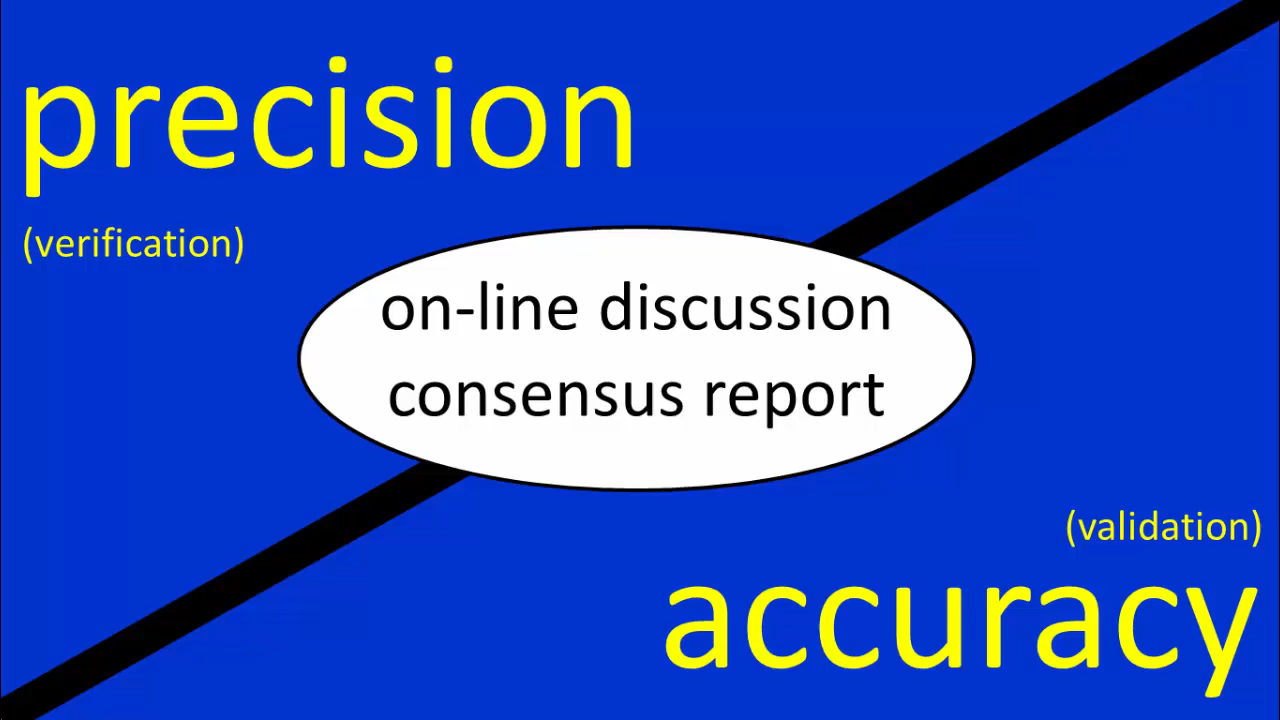 precision
(verification)
on-line discussion
consensus report
(validation)
accuracy